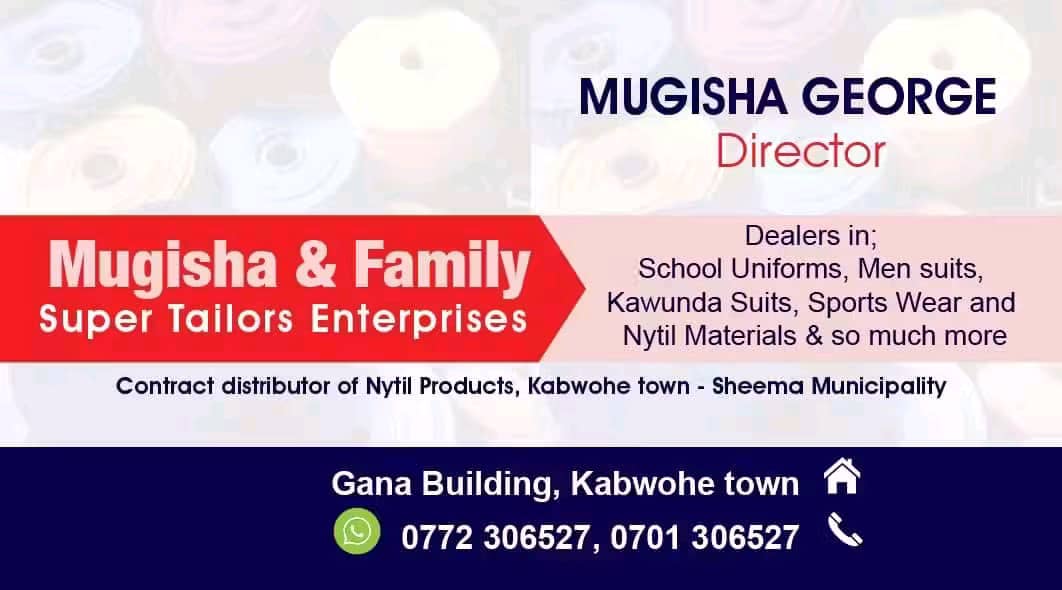 MUGISHA GEORGE
Director
Mugisha & Family
Super Tailors Enterprises
Dealers in;
School Uniforms, Men suits,
Kawunda Suits, Sports Wear and
Nytil Materials & so much more
Contract distributor of Nytil Products, Kabwohe town - Sheema Municipality
Gana Building, Kabwohe town
0772 306527, 0701 306527